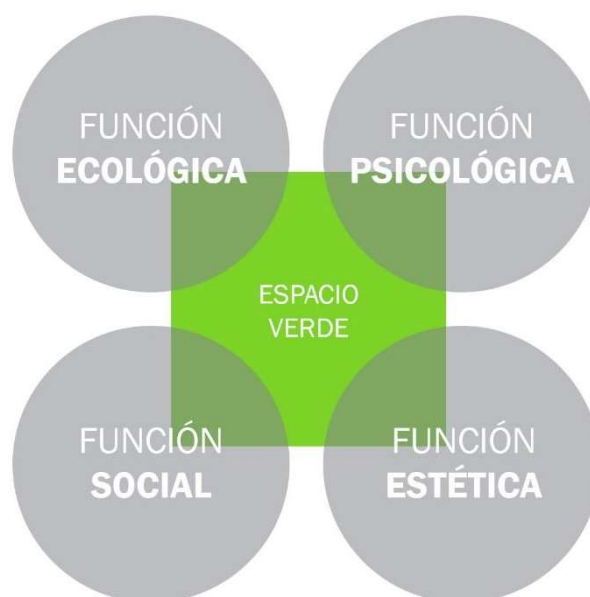 FUNCIÓN
ECOLÓGICA
FUNCIÓN
PSICOLÓGICA
ESPACIO
VERDE
FUNCIÓN
SOCIAL
FUNCIÓN
ESTÉTICA